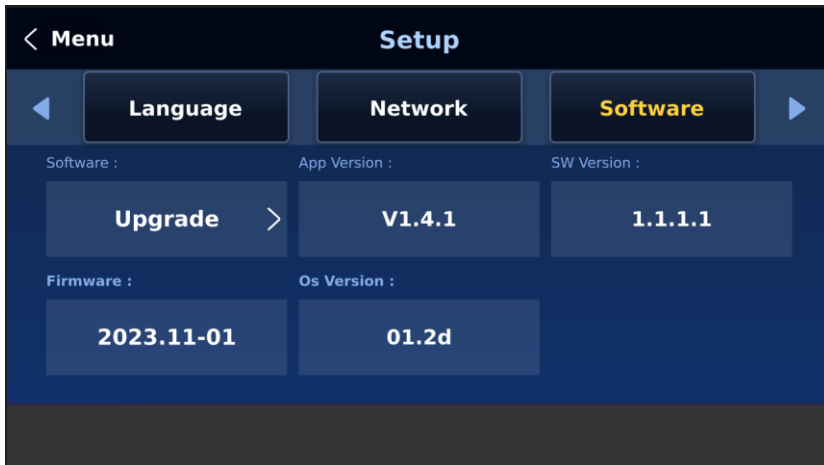 Menu
Setup
Language
Network
Software
Software :
App Version :
SW Version :
Upgrade
V1.4.1
1.1.1.1
Firmware :
Os Version :
2023.11-01
01.2d